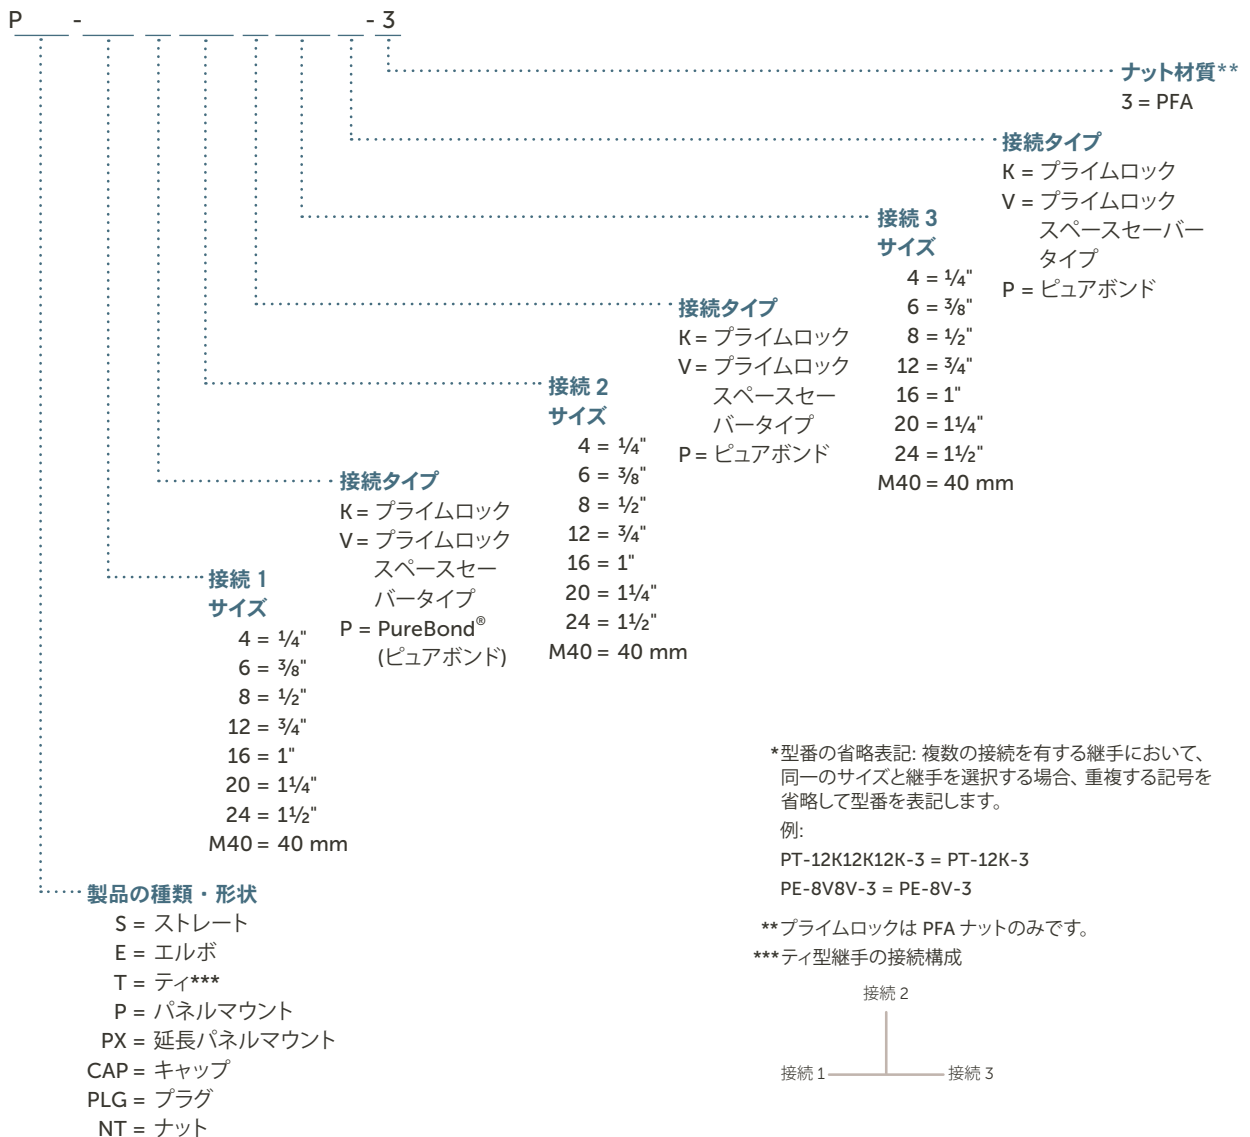 P - - 3
ナット材質**
3 = PFA
接続タイプ
K = プライムロック
V = プライムロック
スペースセーバー
タイプ
P = ピュアボンド
接続 3
サイズ
4 = ¼"
6 = ⅜"
8 = ½"
12 = ¾"
16 = 1"
20 = 1¼"
24 = 1½"
M40 = 40 mm
接続タイプ
K = プライムロック
V = プライムロック
スペースセー
バータイプ
P = ピュアボンド
接続 2
サイズ
4 = ¼"
6 = ⅜"
8 = ½"
12 = ¾"
16 = 1"
20 = 1¼"
24 = 1½"
M40 = 40 mm
接続タイプ
K = プライムロック
V = プライムロック
スペースセー
バータイプ
P = PureBond®
(ピュアボンド)
接続 1
サイズ
4 = ¼"
6 = ⅜"
8 = ½"
12 = ¾"
16 = 1"
20 = 1¼"
24 = 1½"
M40 = 40 mm
製品の種類・形状
S = ストレート
E = エルボ
T = ティ***
P = パネルマウント
PX = 延長パネルマウント
CAP = キャップ
PLG = プラグ
NT = ナット
*型番の省略表記: 複数の接続を有する継手において、
同一のサイズと継手を選択する場合、重複する記号を
省略して型番を表記します。
例:
PT-12K12K12K-3 = PT-12K-3
PE-8V8V-3 = PE-8V-3
**プライムロックは PFA ナットのみです。
***ティ型継手の接続構成
接続 2
接続 1 接続 3